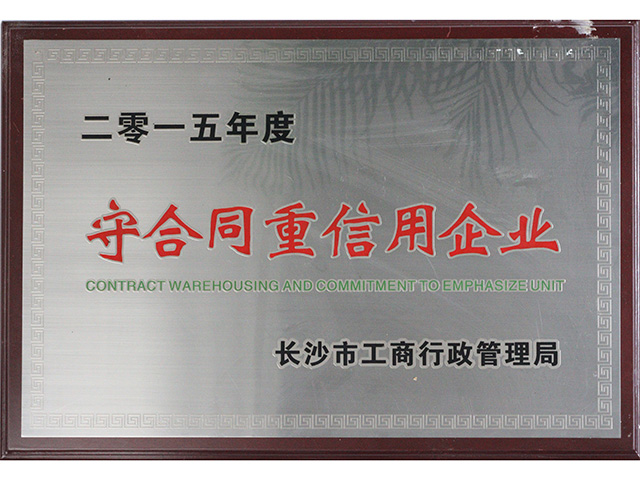 二零一五年度
守合同重信用企业
CONTRACT WAREHOUSING AND COMMITMENT TO EMPHASIZE UNIT
长沙市工商行政管理局